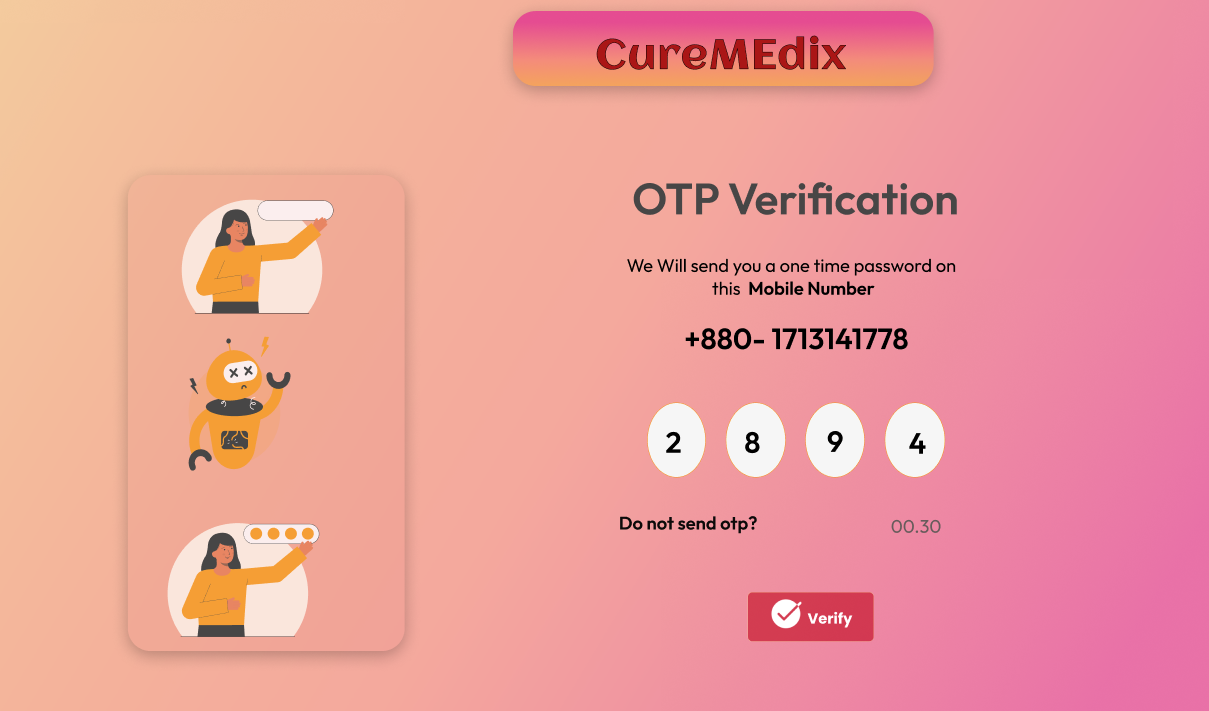 CureMEdix
OTP Verification
We Will send you a one time password on
this Mobile Number
+880- 1713141778
2 8 9 4
Do not send otp? 00.30
Verify